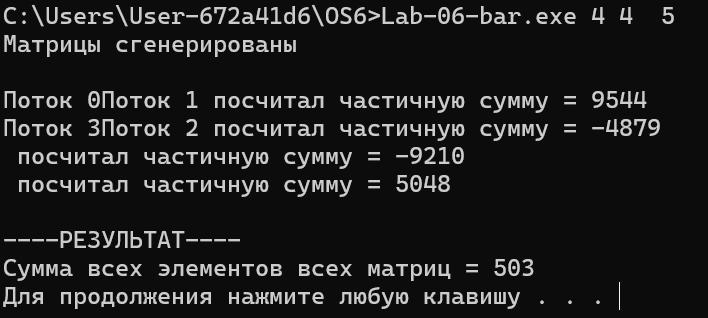 C:\Users\User-672a41d6\OS6>Lab-06-bar.exe 4 4  5
Матрицы сгенерированы

Поток 0Поток 1 посчитал частичную сумму = 9544
Поток 3Поток 2 посчитал частичную сумму = -4879
 посчитал частичную сумму = -9210
 посчитал частичную сумму = 5048

----РЕЗУЛЬТАТ----
Сумма всех элементов всех матриц = 503
Для продолжения нажмите любую клавишу . . .